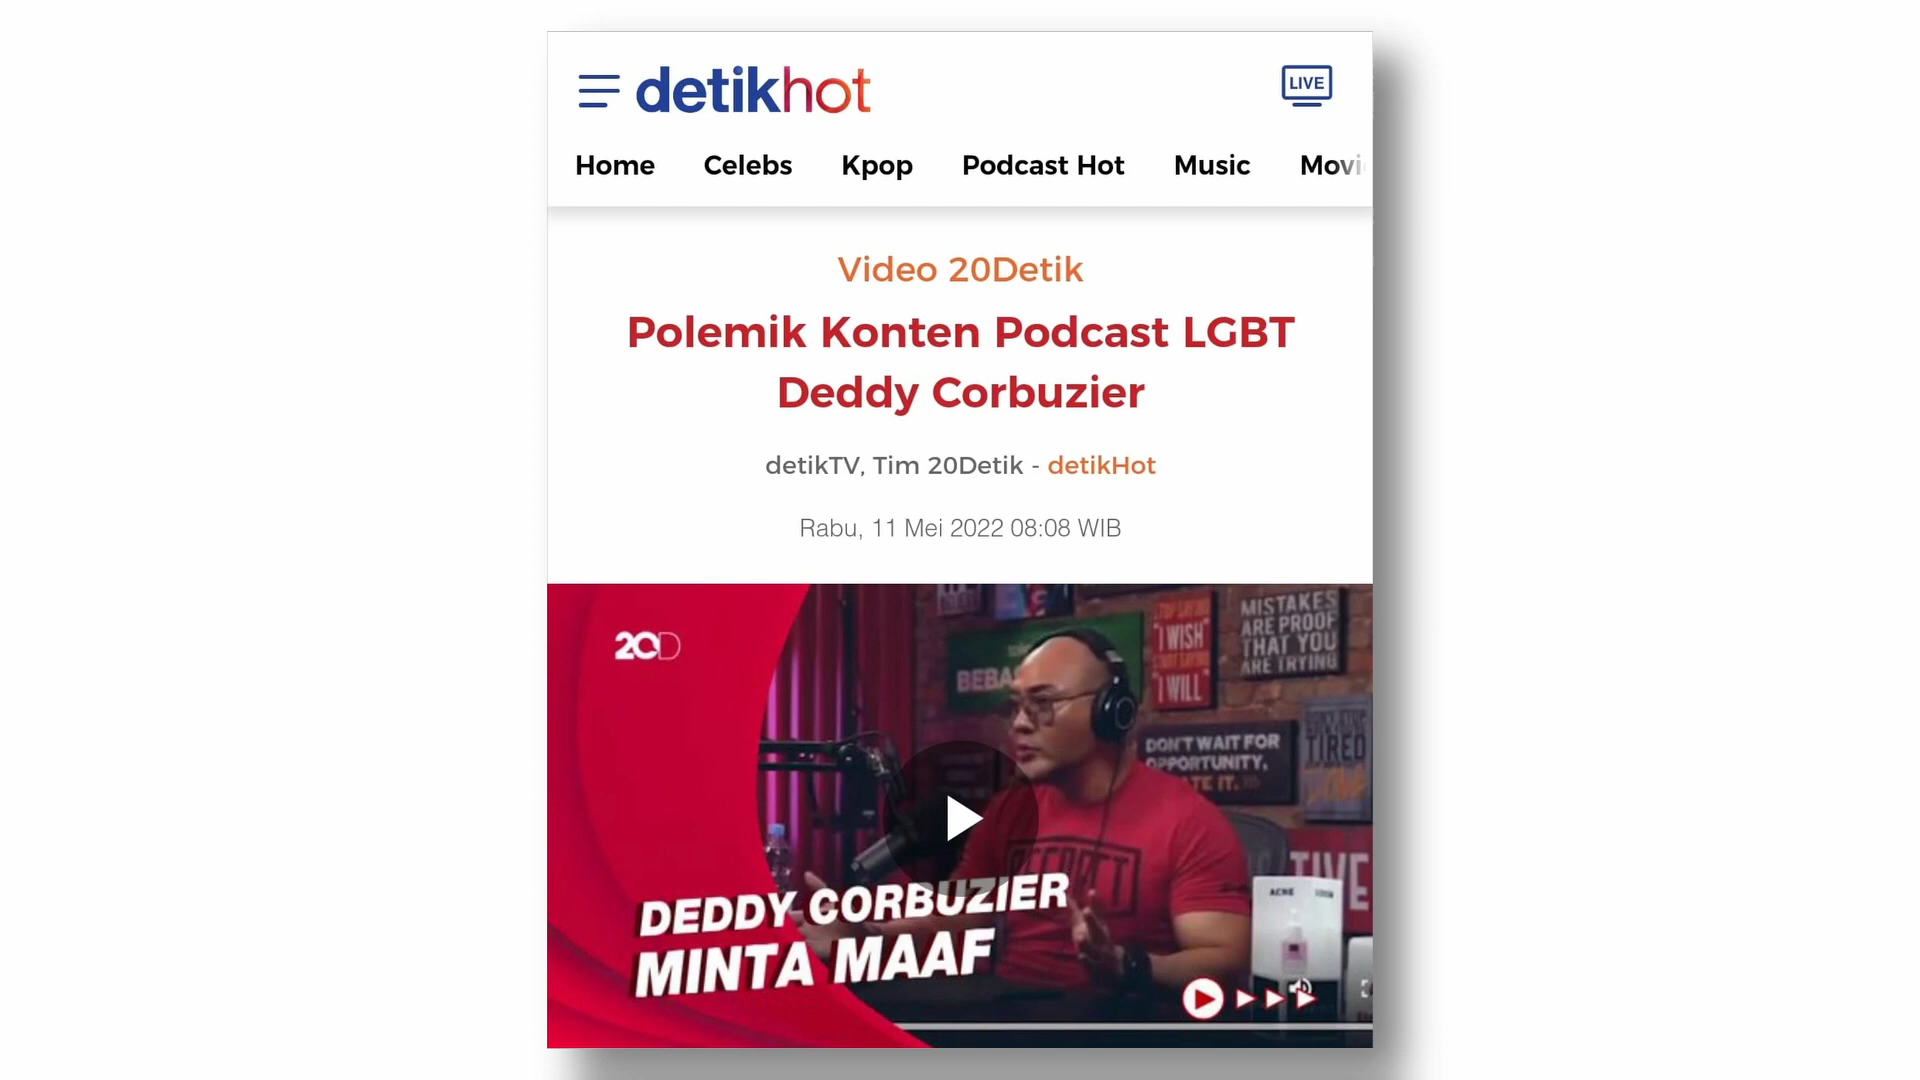 detikhot
LIVE
Home Celebs Kpop Podcast Hot Music
Video 20Detik
Polemik Konten Podcast LGBT
Deddy Corbuzier
detikTV, Tim 20Detik - detikHot
Rabu, 11 Mei 2022 08:08 WIB
20D
MISTAKES
ARE PROOF
THAT YOU
ARE TRYING
"I WISH"
"I WILL"
DON'T WAIT FOR
OPPORTUNITY,
TIRED
ACNE
DEDDY CORBUZIER
MINTA MAAF